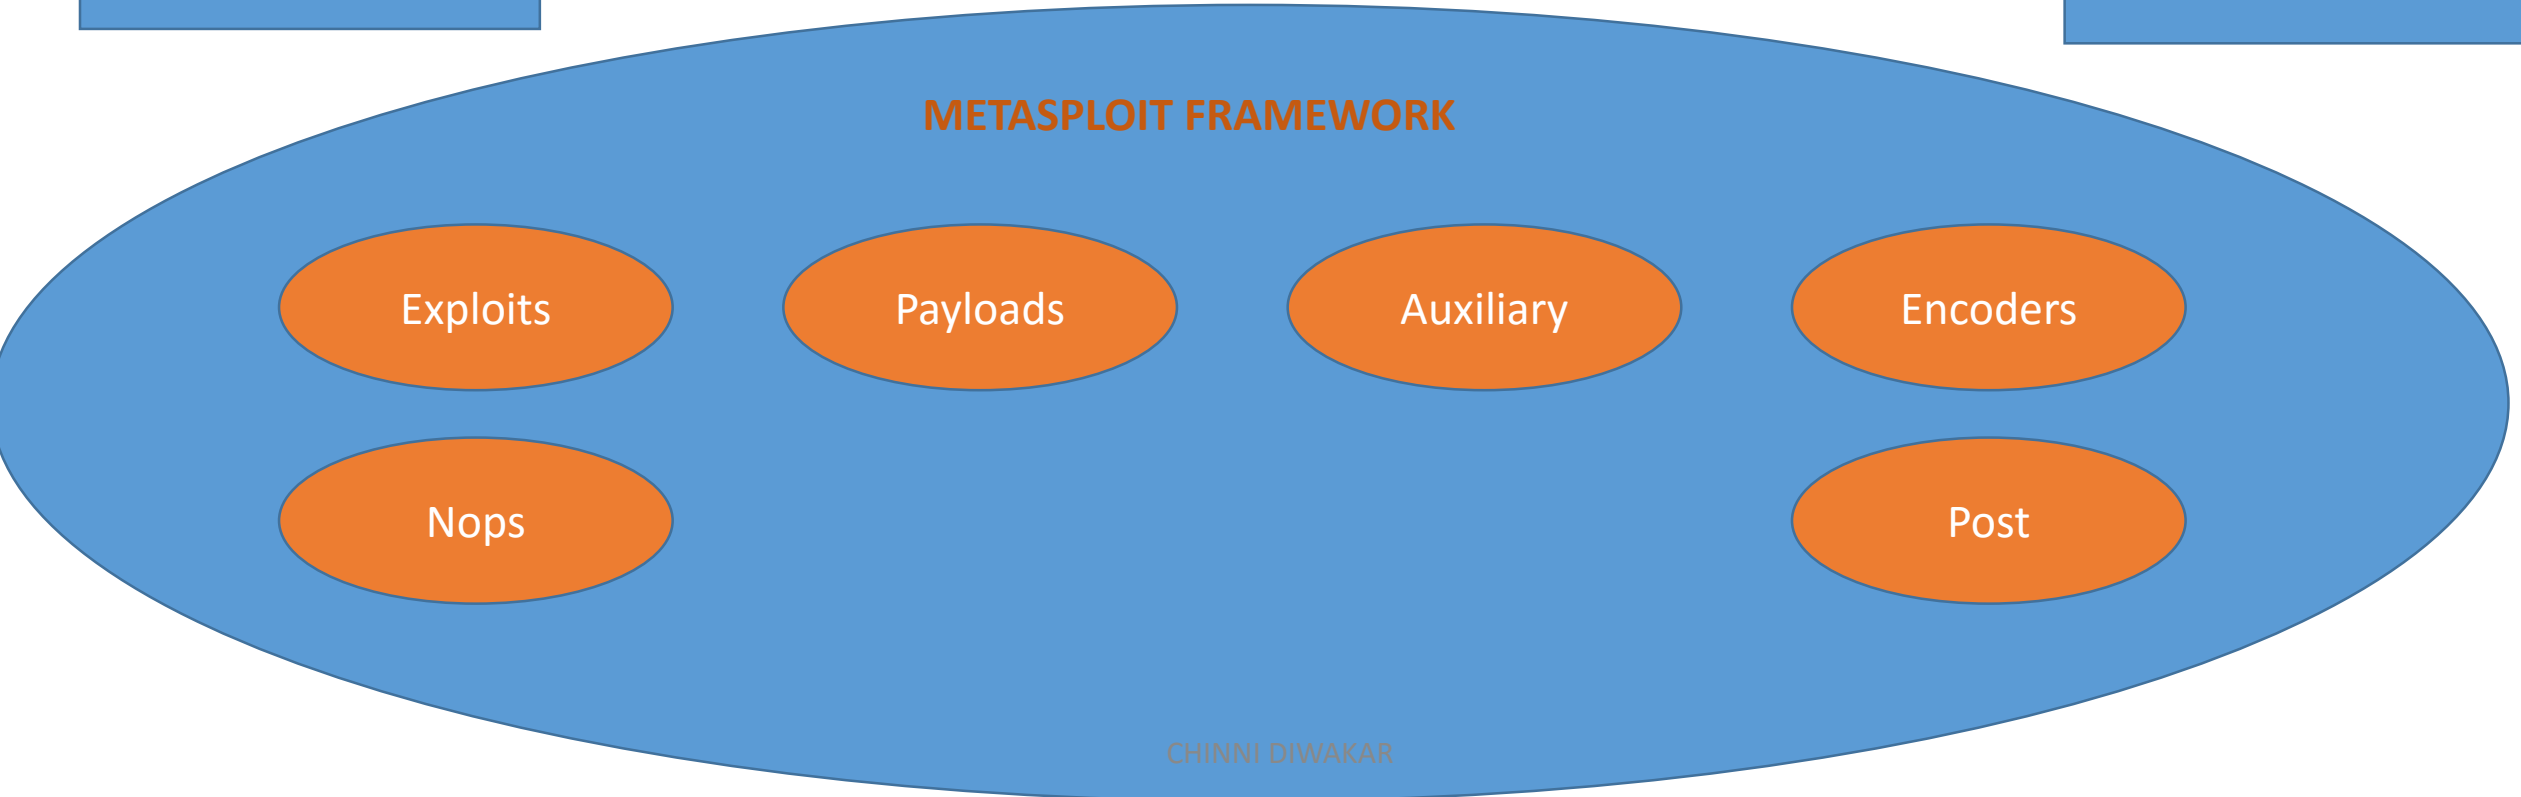 METASPLOIT FRAMEWORK
Exploits
Payloads
Auxiliary
Encoders
Nops
Post
CHINNI DIWAKAR